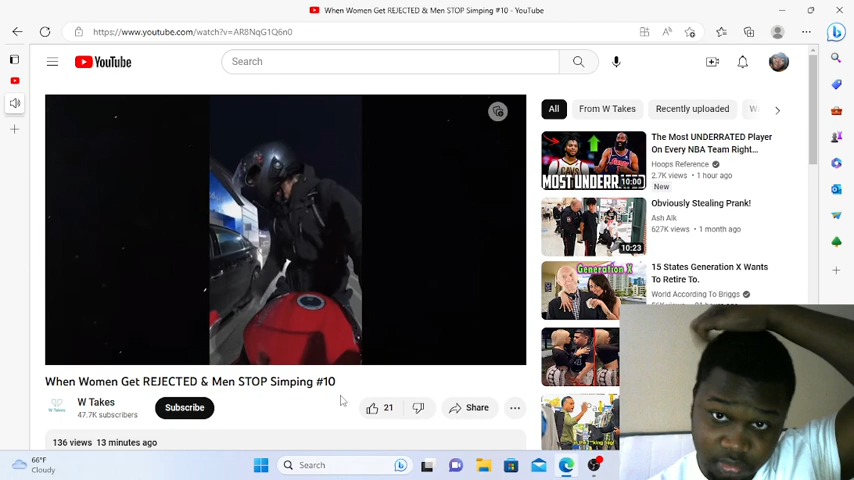 When Women Get REJECTED & Men STOP Simping #10 - YouTube
https://www.youtube.com/watch?v=AR8NqG1Q6n0
YouTube
Search
All
From W Takes
Recently uploaded
MOST UNDERR
10:00
The Most UNDERRATED Player
On Every NBA Team Right...
Hoops Reference
2.7K views • 1 hour ago
New
10:23
Obviously Stealing Prank!
Ash Alk
627K views • 1 month ago
Generation X
15 States Generation X Wants
To Retire To.
World According To Briggs
When Women Get REJECTED & Men STOP Simping #10
W Takes
W Takes
47.7K subscribers
Subscribe
21
Share
136 views 13 minutes ago
66°F
Cloudy
Search